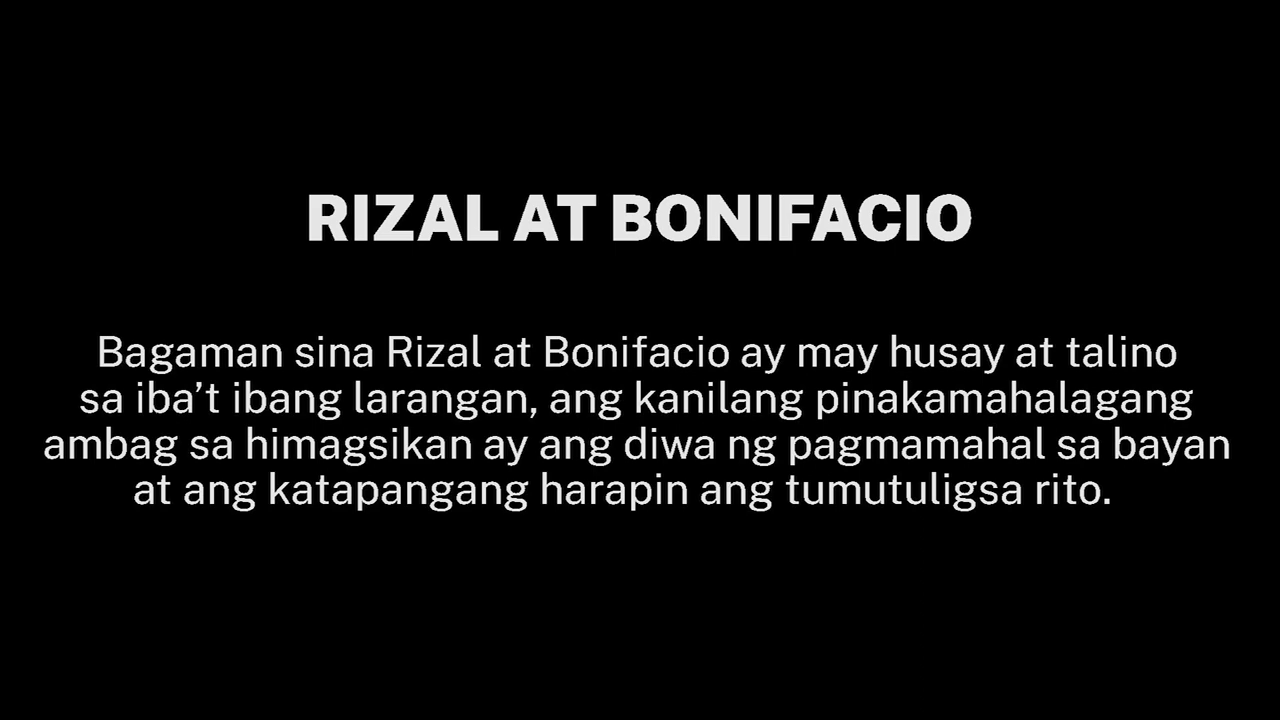 RIZAL AT BONIFACIO
Bagaman sina Rizal at Bonifacio ay may husay at talino
sa iba’t ibang larangan, ang kanilang pinakamahalagang
ambag sa himagsikan ay ang diwa ng pagmamahal sa bayan
at ang katapangang harapin ang tumutuligsa rito.